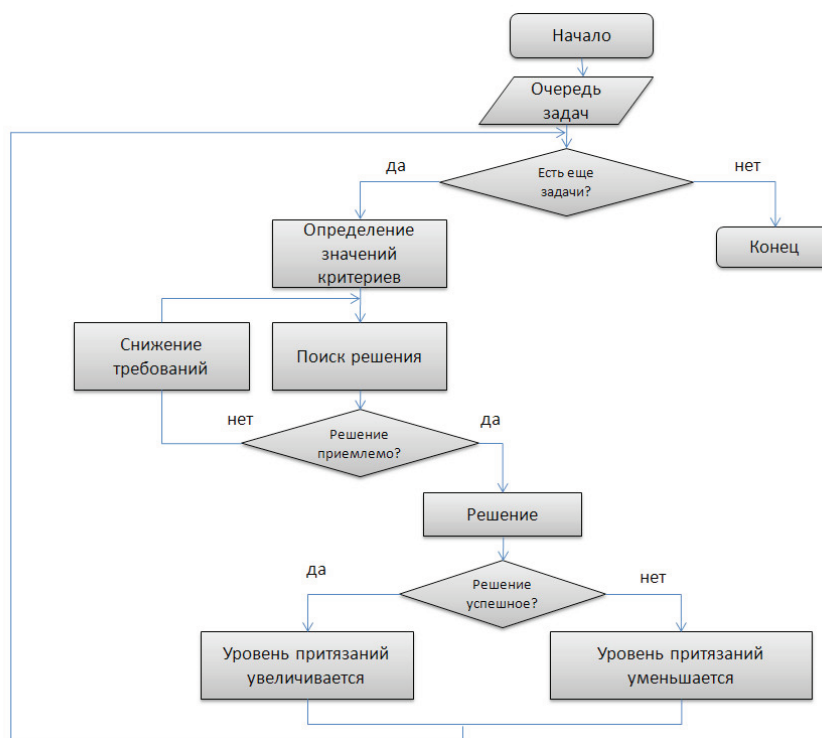 Начало
Очередь
задач
Есть еще
задачи?
да
нет
Определение
значений
критериев
Конец
Снижение
требований
Поиск решения
нет
да
Решение
приемлемо?
Решение
да
нет
Решение
успешное?
Уровень притязаний
увеличивается
Уровень притязаний
уменьшается